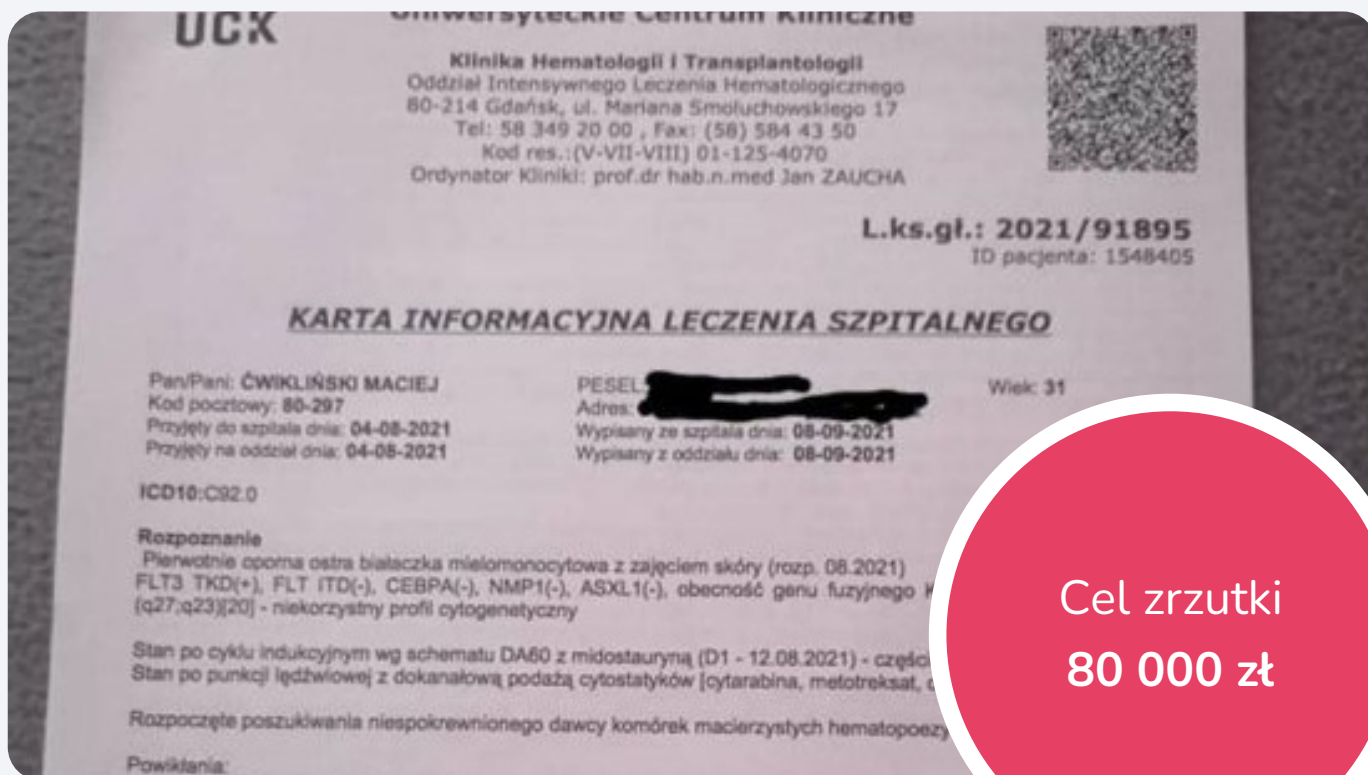 UCK
Uniwersyteckie Centrum Kliniczne
Klinika Hematologii i Transplantologii
Oddział Intensywnego Leczenia Hematologicznego
80-214 Gdańsk, ul. Mariana Smoluchowskiego 17
Tel: 58 349 20 00 , Fax: (58) 584 43 50
Kod res.:(V-VII-VIII) 01-125-4070
Ordynator Kliniki: prof.dr hab.n.med Jan ZAUCHA
L.ks.gł.: 2021/91895
ID pacjenta: 1548405
KARTA INFORMACYJNA LECZENIA SZPITALNEGO
Pan/Pani: ĆWIKLIŃSKI MACIEJ PESEL: Wiek: 31
Kod pocztowy: 80-297 Adres:
Przyjęty do szpitala dnia: 04-08-2021 Wypisany ze szpitala dnia: 08-09-2021
Przyjęty na oddział dnia: 04-08-2021 Wypisany z oddziału dnia: 08-09-2021
ICD10:C92.0
Rozpoznanie
Pierwotnie oporna ostra białaczka mielomonocytowa z zajęciem skóry (rozp. 08.2021)
FLT3 TKD(+), FLT ITD(-), CEBPA(-), NMP1(-), ASXL1(-), obecność genu fuzyjnego
(q27;q23)[20] - niekorzystny profil cytogenetyczny
Stan po cyklu indukcyjnym wg schematu DA60 z midostauryną (D1 - 12.08.2021) - części
Stan po punkcji lędźwiowej z dokanałową podażą cytostatyków [cytarabina, metotreksat,
Rozpoczęte poszukiwania niespokrewnionego dawcy komórek macierzystych hematopoezy
Powikłania:
Cel zrzutki
80 000 zł